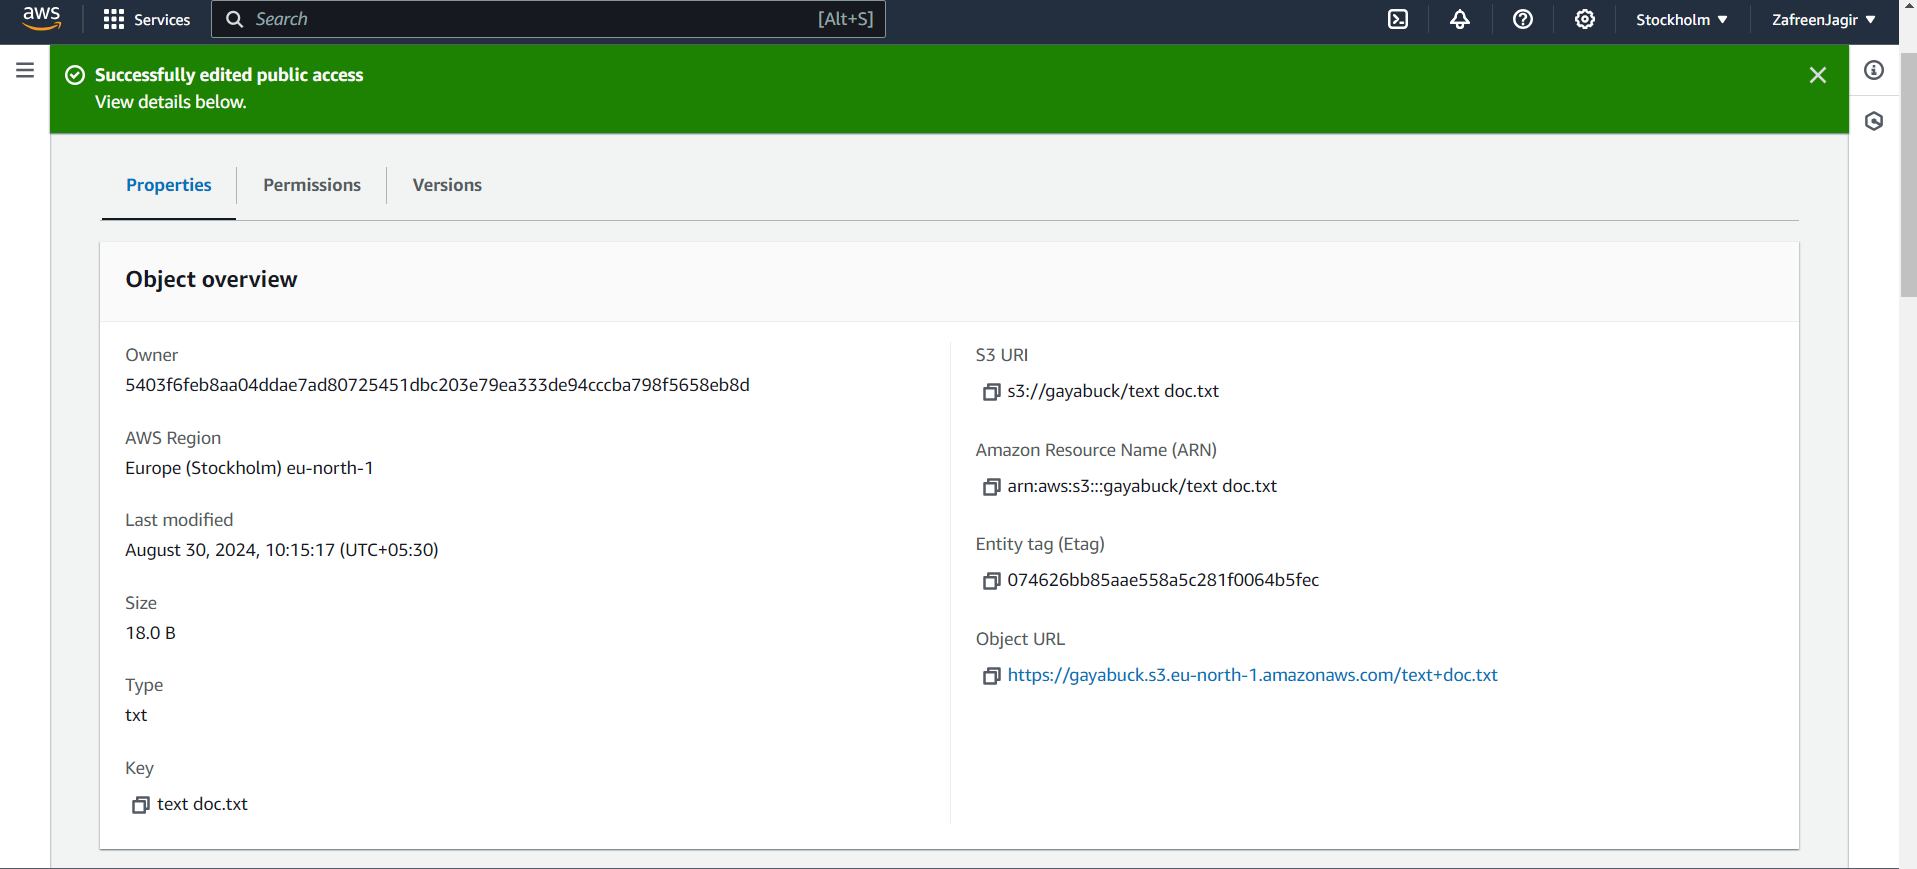 aws
Services
Search
[Alt+S]
Stockholm ▼
ZafreenJagir ▼
Successfully edited public access
View details below.
Properties
Permissions
Versions
Object overview
Owner
5403f6feb8aa04ddae7ad80725451dbc203e79ea333de94cccba798f5658eb8d
AWS Region
Europe (Stockholm) eu-north-1
Last modified
August 30, 2024, 10:15:17 (UTC+05:30)
Size
18.0 B
Type
txt
Key
text doc.txt
S3 URI
s3://gayabuck/text doc.txt
Amazon Resource Name (ARN)
arn:aws:s3:::gayabuck/text doc.txt
Entity tag (Etag)
074626bb85aae558a5c281f0064b5fec
Object URL
https://gayabuck.s3.eu-north-1.amazonaws.com/text+doc.txt